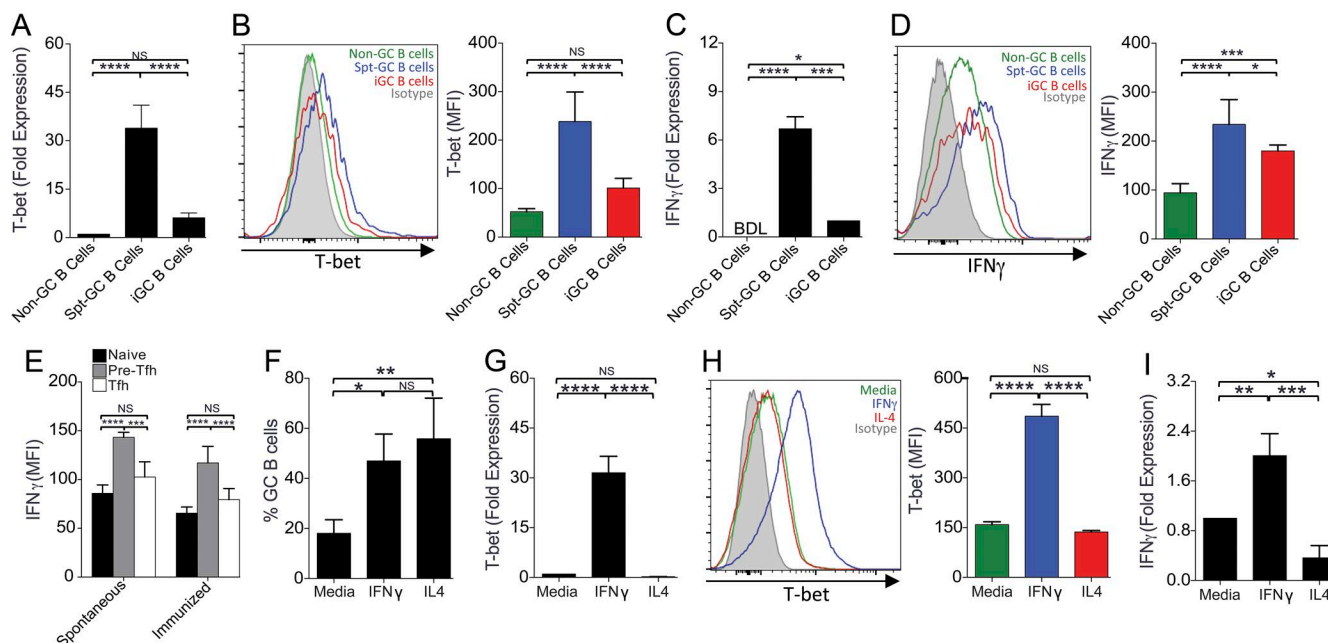 A
T-bet (Fold Expression)
60
45
30
15
0
NS
**** ****
Non-GC B Cells
Spt-GC B Cells
iGC B Cells
B
Non-GC B cells
Spt-GC B cells
iGC B cells
Isotype
T-bet
T-bet (MFI)
400
300
200
100
0
NS
**** ****
Non-GC B Cells
Spt-GC B Cells
iGC B Cells
C
IFNγ (Fold Expression)
12
9
6
3
0
*
**** ***
BDL
Non-GC B Cells
Spt-GC B Cells
iGC B Cells
D
Non-GC B cells
Spt-GC B cells
iGC B cells
Isotype
IFNγ
IFNγ (MFI)
400
300
200
100
0
***
**** *
Non-GC B Cells
Spt-GC B Cells
iGC B Cells
E
Naive
Pre-Tfh
Tfh
IFNγ (MFI)
200
150
100
50
0
NS
**** ***
NS
**** ****
Spontaneous
Immunized
F
% GC B cells
80
60
40
20
0
**
* NS
Media IFNγ IL4
G
T-bet (Fold Expression)
60
45
30
15
0
NS
**** ****
Media IFNγ IL4
H
Media
IFNγ
IL-4
Isotype
T-bet
T-bet (MFI)
600
450
300
150
0
NS
**** ****
Media IFNγ IL4
I
IFNγ (Fold Expression)
3.2
2.4
1.6
0.8
0.0
*
** ***
Media IFNγ IL4